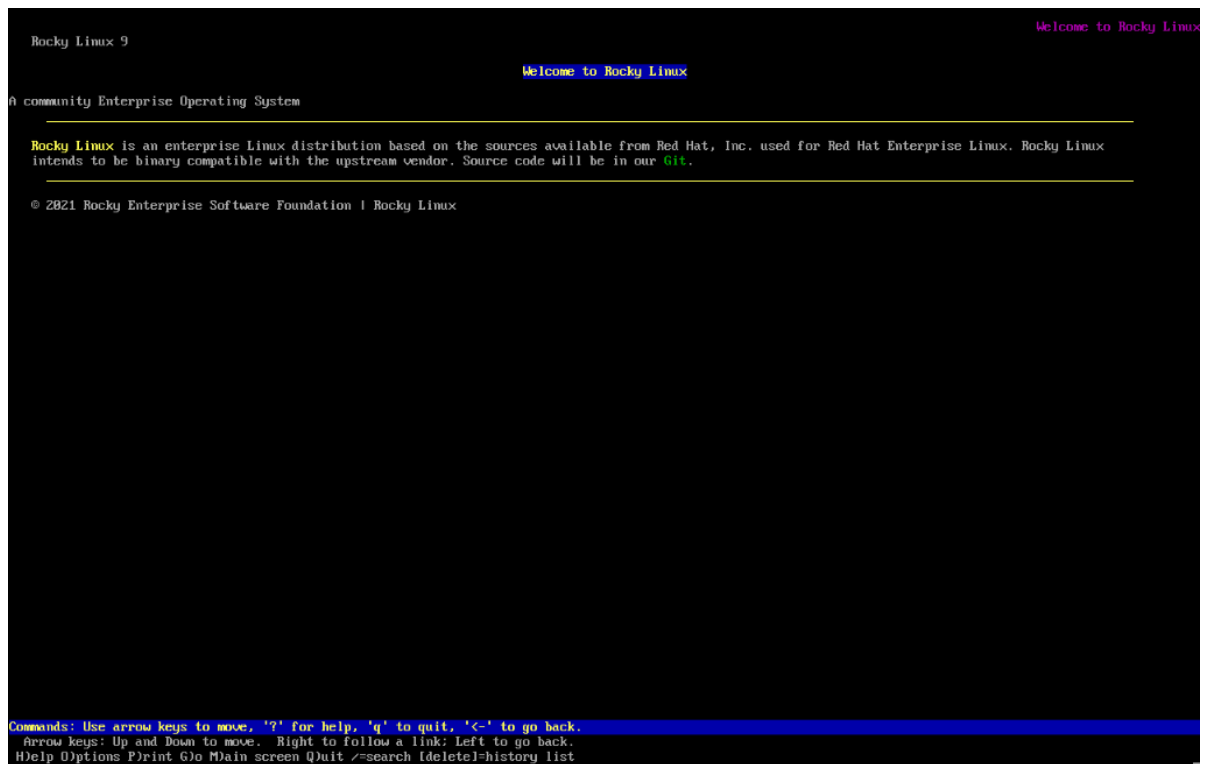 Welcome to Rocky Linux
Rocky Linux 9
Welcome to Rocky Linux
A community Enterprise Operating System
Rocky Linux is an enterprise Linux distribution based on the sources available from Red Hat, Inc. used for Red Hat Enterprise Linux. Rocky Linux
intends to be binary compatible with the upstream vendor. Source code will be in our Git.
© 2021 Rocky Enterprise Software Foundation | Rocky Linux
Commands: Use arrow keys to move, '?' for help, 'q' to quit, '<-' to go back.
Arrow keys: Up and Down to move.  Right to follow a link; Left to go back.
H)elp O)ptions P)rint G)o M)ain screen Q)uit /=search [delete]=history list